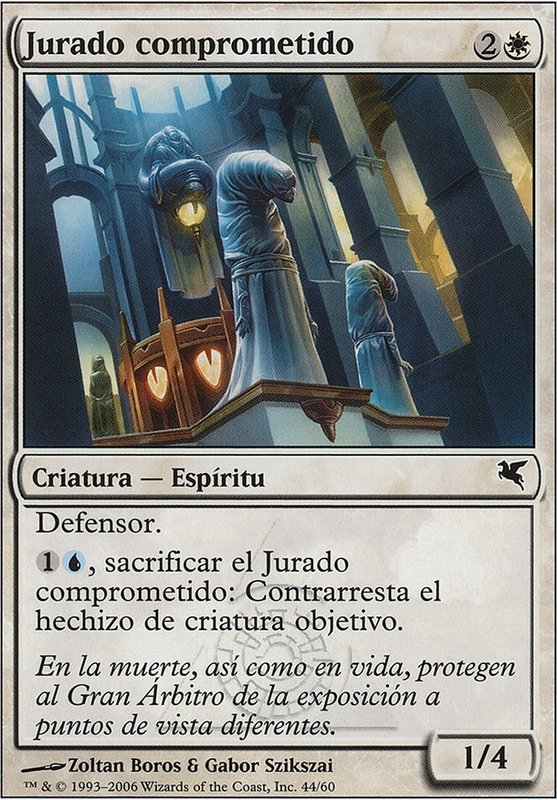 Jurado comprometido 2
Criatura — Espíritu
Defensor.
1, sacrificar el Jurado
comprometido: Contrarresta el
hechizo de criatura objetivo.
En la muerte, así como en vida, protegen
al Gran Árbitro de la exposición a
puntos de vista diferentes.
Zoltan Boros & Gabor Szikszai
1/4
™ & © 1993–2006 Wizards of the Coast, Inc. 44/60